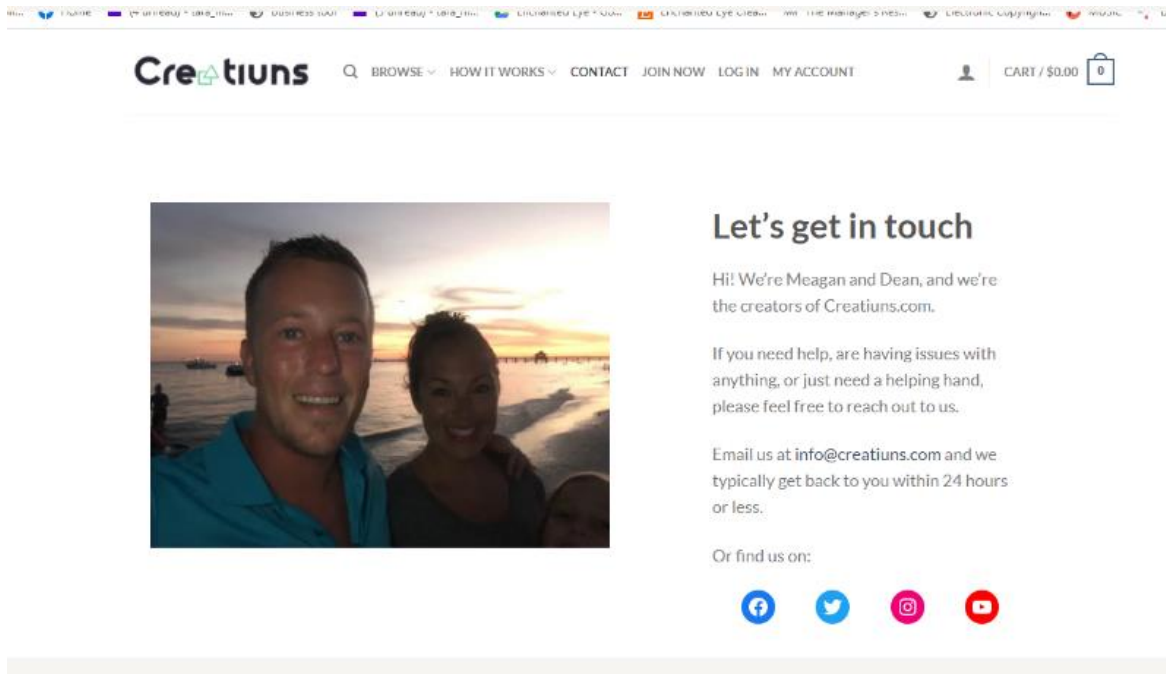 Home
Creatiuns
BROWSE HOW IT WORKS CONTACT JOIN NOW LOG IN MY ACCOUNT
CART / $0.00 0
Let's get in touch
Hi! We're Meagan and Dean, and we're
the creators of Creatiuns.com.
If you need help, are having issues with
anything, or just need a helping hand,
please feel free to reach out to us.
Email us at info@creatiuns.com and we
typically get back to you within 24 hours
or less.
Or find us on: